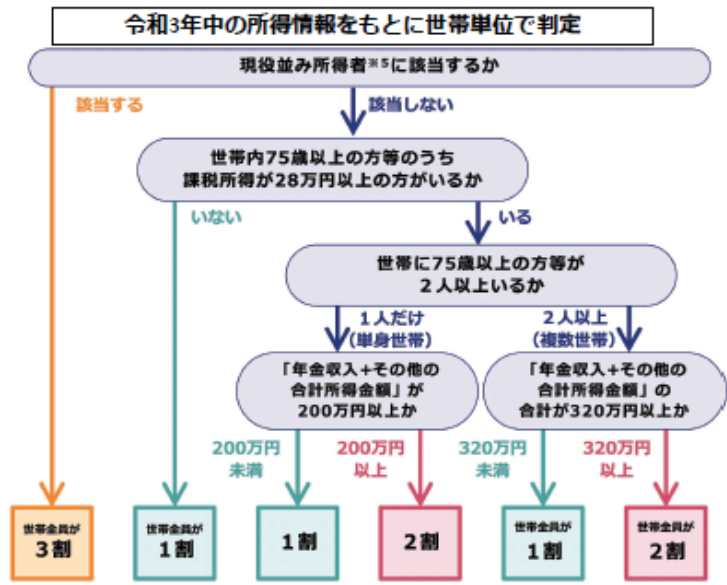 令和3年中の所得情報をもとに世帯単位で判定
現役並み所得者※5に該当するか
該当する
該当しない
世帯内75歳以上の方等のうち
課税所得が28万円以上の方がいるか
いない
いる
世帯に75歳以上の方等が
2人以上いるか
1人だけ
(単身世帯)
2人以上
(複数世帯)
「年金収入+その他の
合計所得金額」が
200万円以上か
「年金収入+その他の
合計所得金額」の
合計が320万円以上か
200万円
未満
200万円
以上
320万円
未満
320万円
以上
世帯全員が
3割
世帯全員が
1割
1割
2割
世帯全員が
1割
世帯全員が
2割